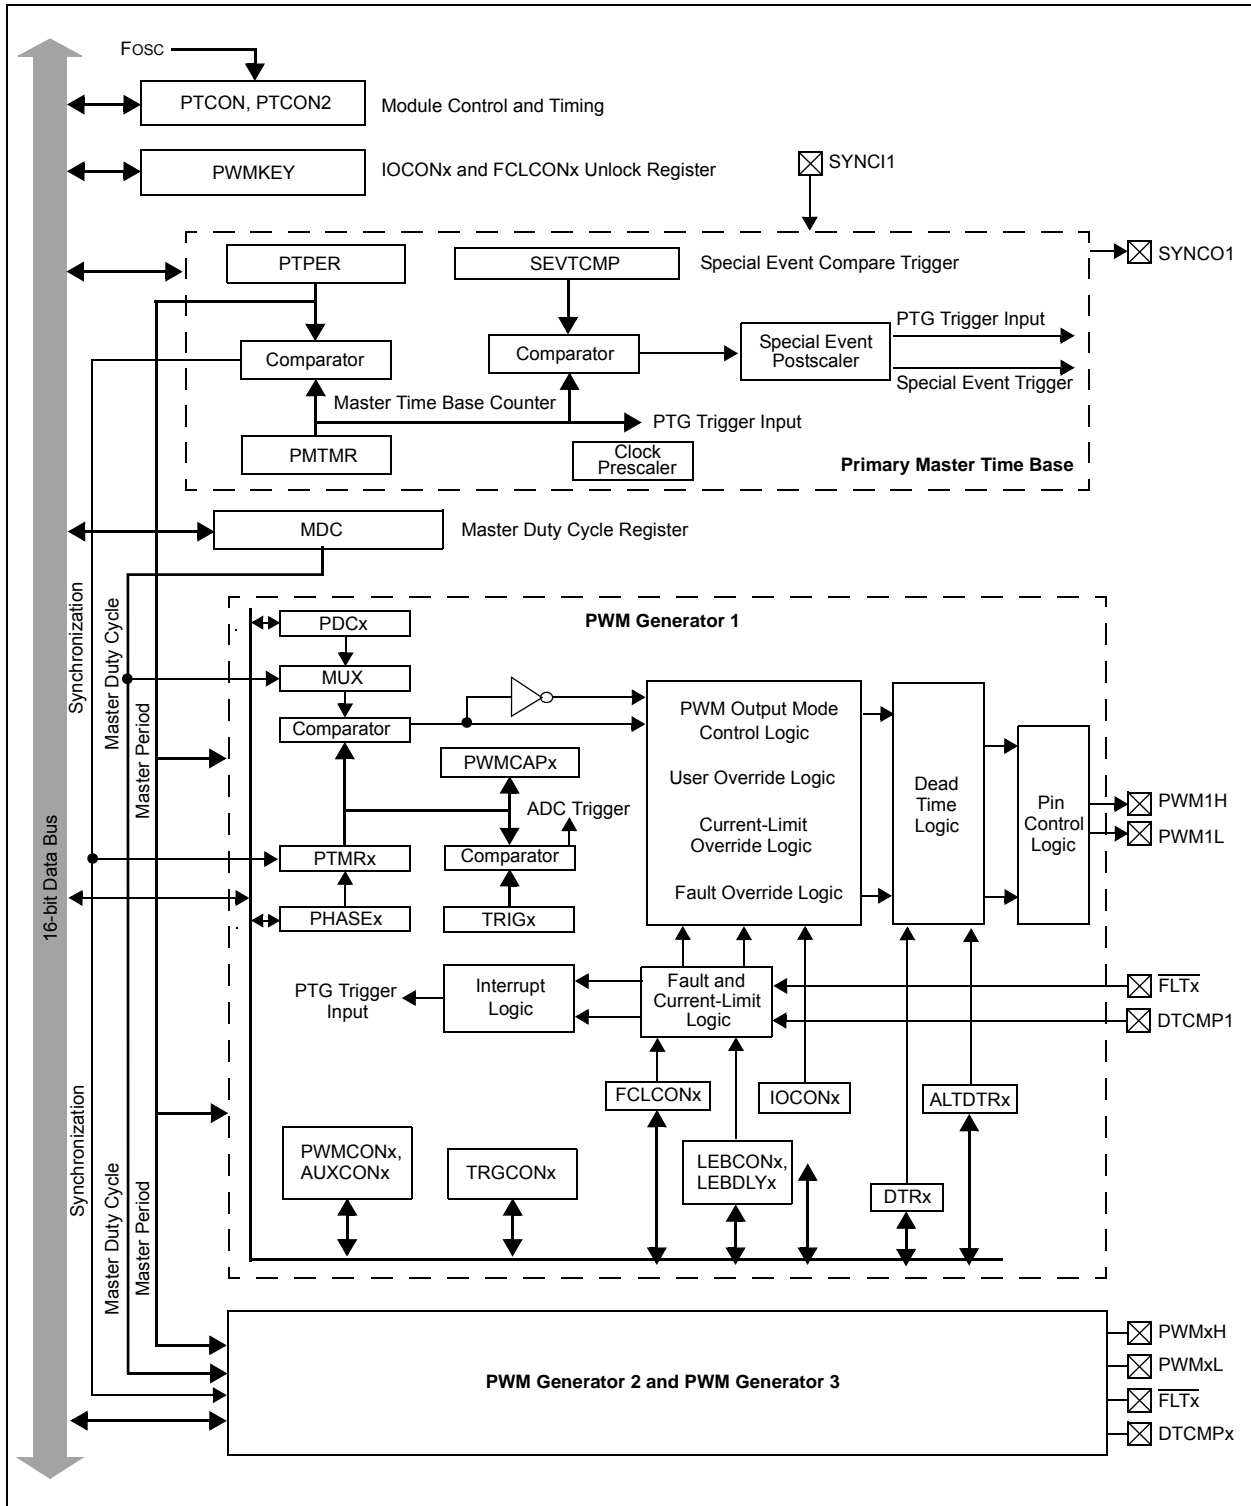 FOSC
PTCON, PTCON2
Module Control and Timing
PWMKEY
IOCONx and FCLCONx Unlock Register
SYNCI1
PTPER
SEVTCMP
Special Event Compare Trigger
SYNCO1
PTG Trigger Input
Comparator
Comparator
Special Event
Postscaler
Special Event Trigger
Master Time Base Counter
PTG Trigger Input
PMTMR
Clock
Prescaler
Primary Master Time Base
MDC
Master Duty Cycle Register
16-bit Data Bus
Synchronization
Master Duty Cycle
Master Period
PWM Generator 1
PDCx
MUX
Comparator
PWMCAPx
ADC Trigger
PTMRx
Comparator
PHASEx
TRIGx
PWM Output Mode
Control Logic
User Override Logic
Current-Limit
Override Logic
Fault Override Logic
Dead
Time
Logic
Pin
Control
Logic
PWM1H
PWM1L
PTG Trigger
Input
Interrupt
Logic
Fault and
Current-Limit
Logic
FLTx
DTCMP1
FCLCONx
IOCONx
ALTDTRx
PWMCONx,
AUXCONx
TRGCONx
LEBCONx,
LEBDLYx
DTRx
Synchronization
Master Duty Cycle
Master Period
PWM Generator 2 and PWM Generator 3
PWMxH
PWMxL
FLTx
DTCMPx